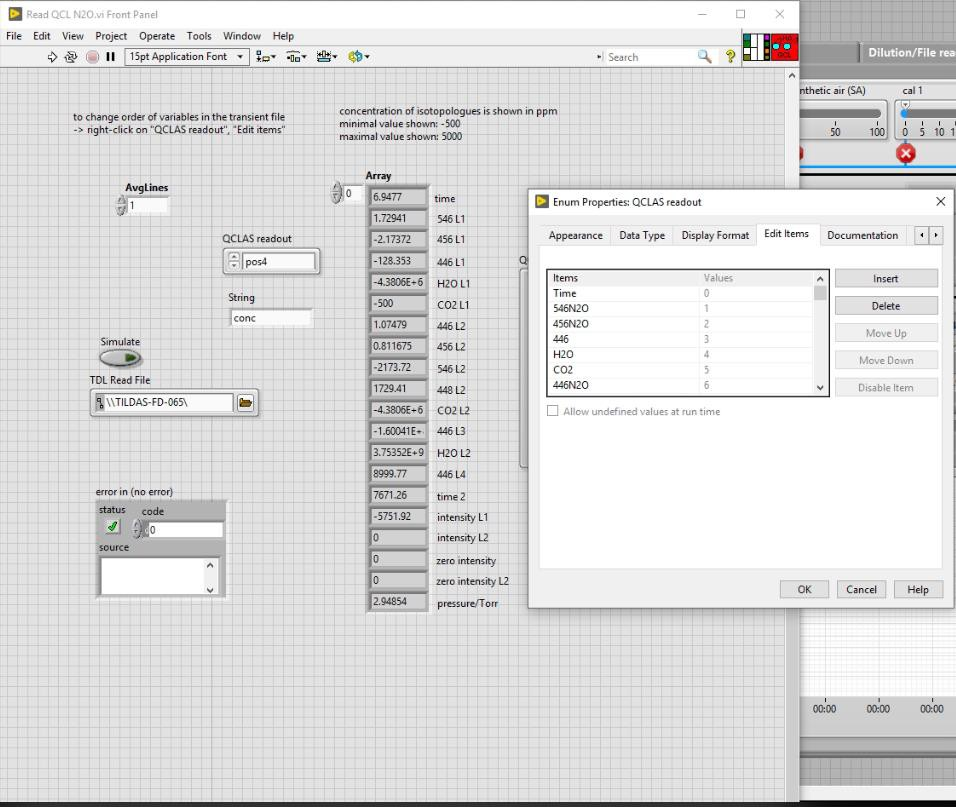 Read QCL N2O.vi Front Panel
File Edit View Project Operate Tools Window Help
15pt Application Font
Search
to change order of variables in the transient file
-> right-click on "QCLAS readout", "Edit items"
concentration of isotopologues is shown in ppm
minimal value shown: -500
maximal value shown: 5000
AvgLines
1
QCLAS readout
pos4
String
conc
Simulate
TDL Read File
\\TILDAS-FD-065\
error in (no error)
status code
0
source
Array
0
6.9477 time
1.72941 546 L1
-2.17372 456 L1
-128.353 446 L1
-4.3806E+6 H2O L1
-500 CO2 L1
1.07479 446 L2
0.811675 456 L2
-2173.72 546 L2
1729.41 448 L2
-4.3806E+6 CO2 L2
-1.60041E+ 446 L3
3.75352E+9 H2O L2
8999.77 446 L4
7671.26 time 2
-5751.92 intensity L1
0 intensity L2
0 zero intensity
0 zero intensity L2
2.94854 pressure/Torr
Enum Properties: QCLAS readout
Appearance Data Type Display Format Edit Items Documentation
Items Values
Time 0
546N2O 1
456N2O 2
446 3
H2O 4
CO2 5
446N2O 6
Insert
Delete
Move Up
Move Down
Disable Item
Allow undefined values at run time
OK Cancel Help
Dilution/File rea
nthetic air (SA) cal 1
50 100 0 5 10
00:00 00:00 00:00